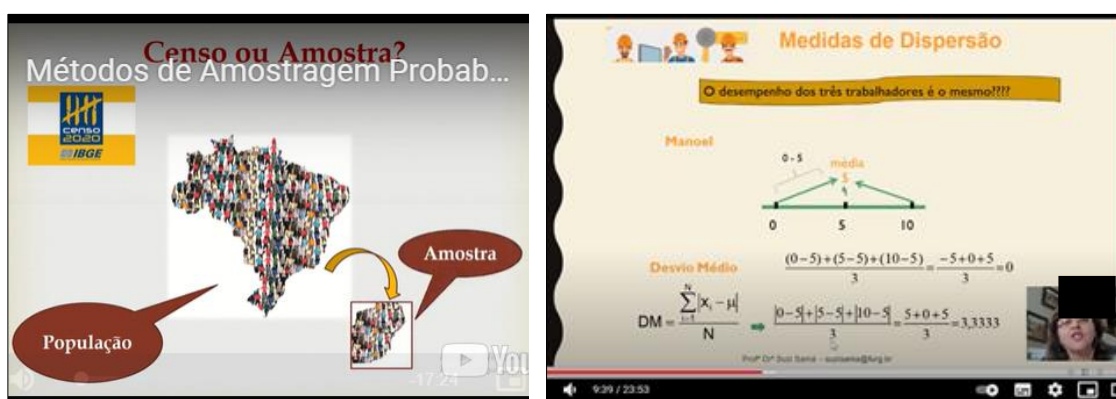 Censo ou Amostra?
Métodos de Amostragem Probab...
censo
2020
IBGE
Amostra
População
-17:24
You
Medidas de Dispersão
O desempenho dos três trabalhadores é o mesmo????
Manoel
0 - 5
média
5
0 5 10
Desvio Médio
(0−5)+(5−5)+(10−5) / 3 = −5+0+5 / 3 = 0
DM = N ∑ i=1 |xᵢ − μ| / N ➡ |0−5|+|5−5|+|10−5| / 3 = 5+0+5 / 3 = 3,3333
9:39 / 23:53